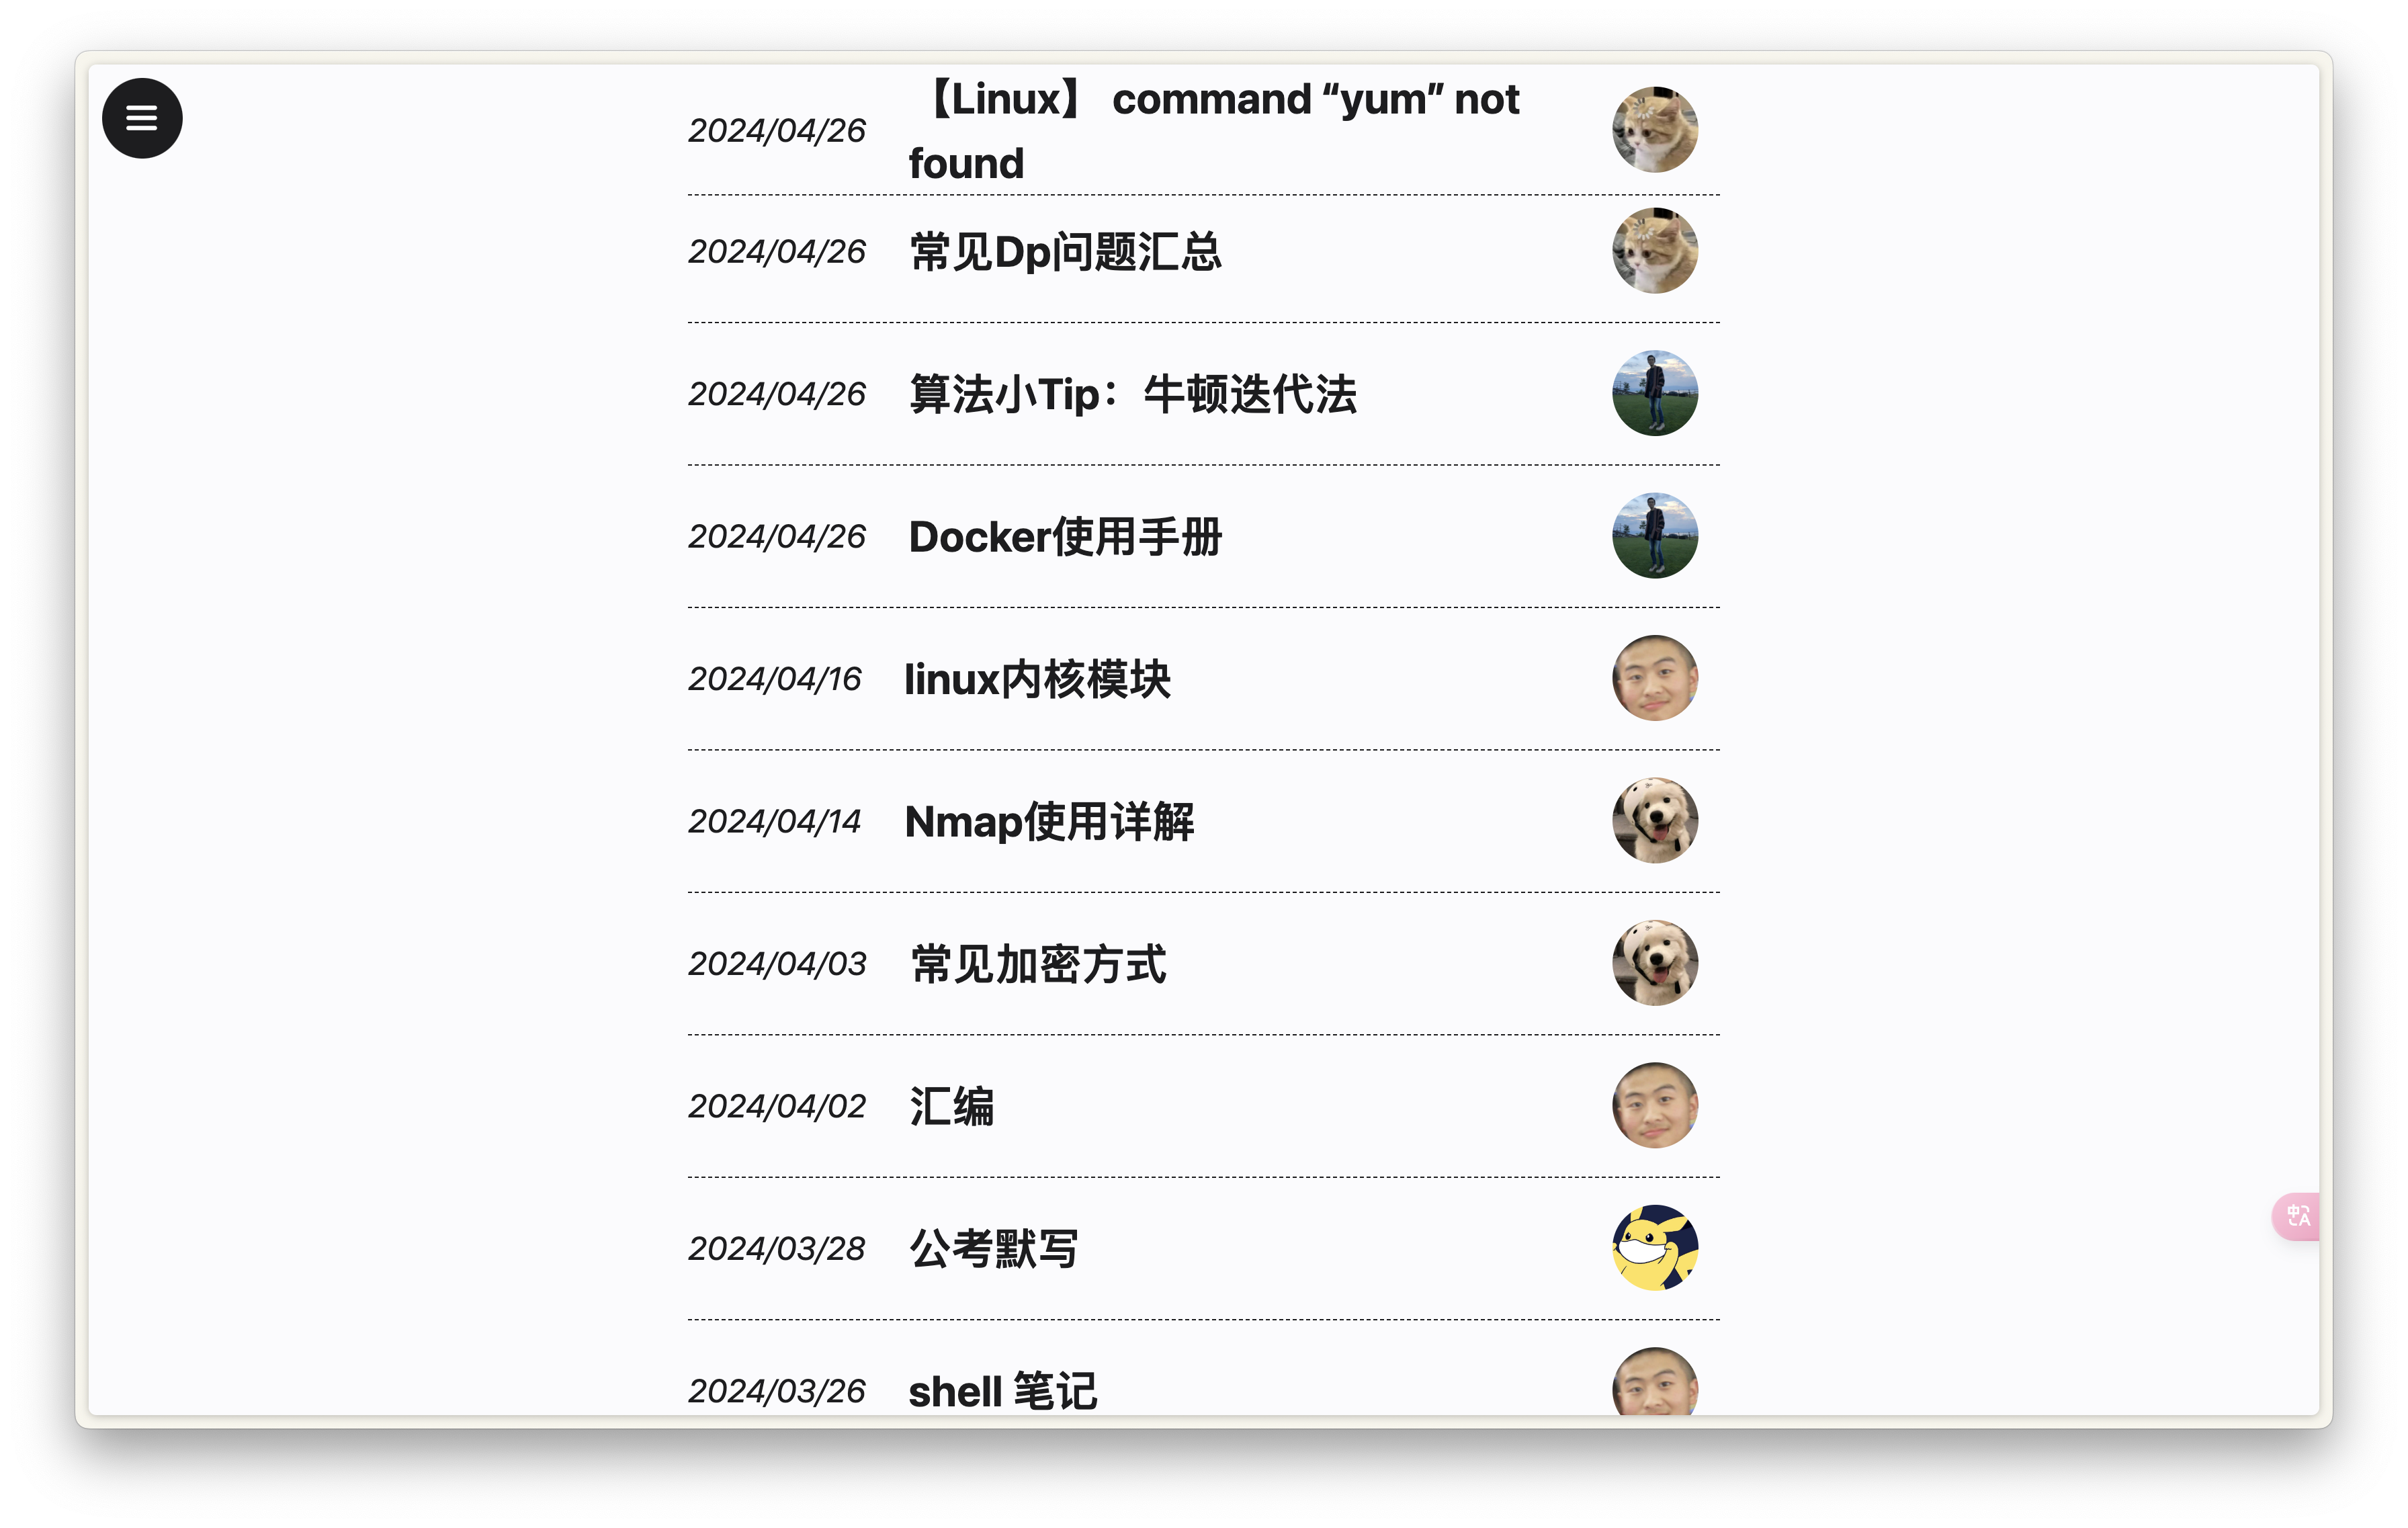 2024/04/26 【Linux】 command “yum” not
found
2024/04/26 常见Dp问题汇总
2024/04/26 算法小Tip：牛顿迭代法
2024/04/26 Docker使用手册
2024/04/16 linux内核模块
2024/04/14 Nmap使用详解
2024/04/03 常见加密方式
2024/04/02 汇编
2024/03/28 公考默写
2024/03/26 shell 笔记
中A